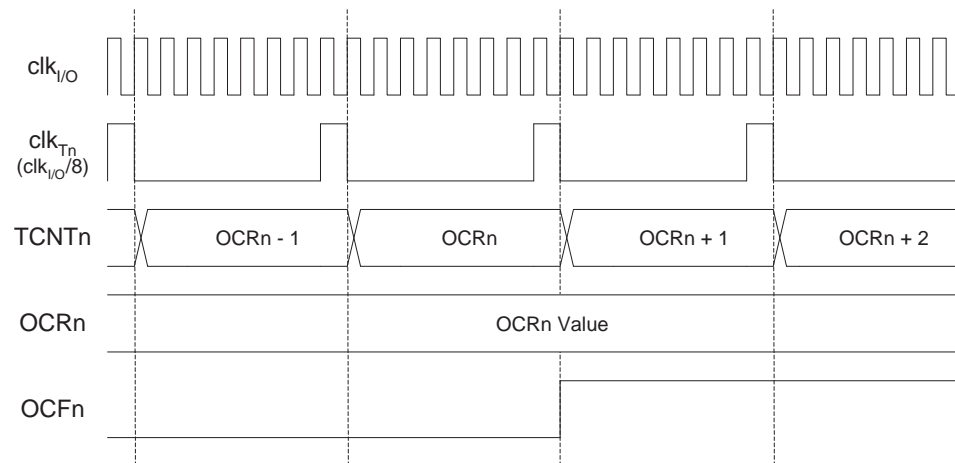 clkI/O
clkTn
(clkI/O/8)
TCNTn OCRn - 1 OCRn OCRn + 1 OCRn + 2
OCRn OCRn Value
OCFn